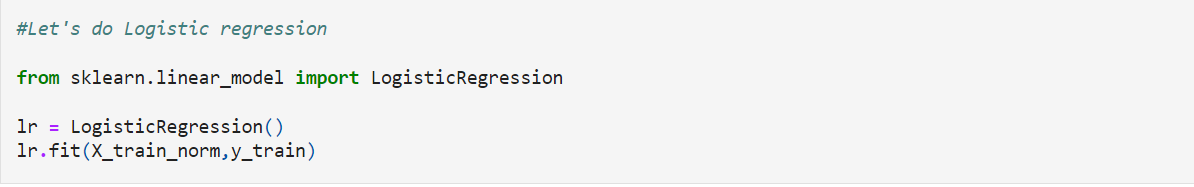 #Let's do Logistic regression
from sklearn.linear_model import LogisticRegression
lr = LogisticRegression()
lr.fit(X_train_norm,y_train)